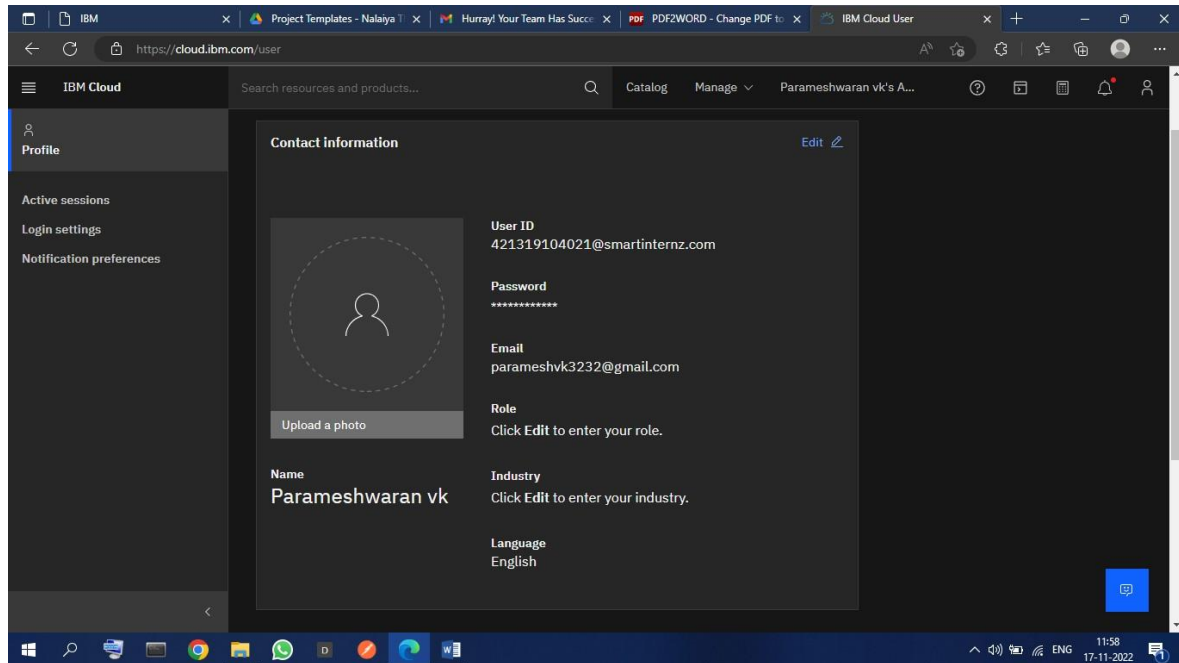 IBM
Project Templates - Nalaiya T
Hurray! Your Team Has Succe
PDF PDF2WORD - Change PDF to
IBM Cloud User
https://cloud.ibm.com/user
IBM Cloud
Search resources and products...
Catalog
Manage
Parameshwaran vk's A...
Profile
Active sessions
Login settings
Notification preferences
Contact information
Edit
Upload a photo
Name
Parameshwaran vk
User ID
421319104021@smartinternz.com
Password
************
Email
parameshvk3232@gmail.com
Role
Click Edit to enter your role.
Industry
Click Edit to enter your industry.
Language
English
D
ENG
11:58
17-11-2022
1